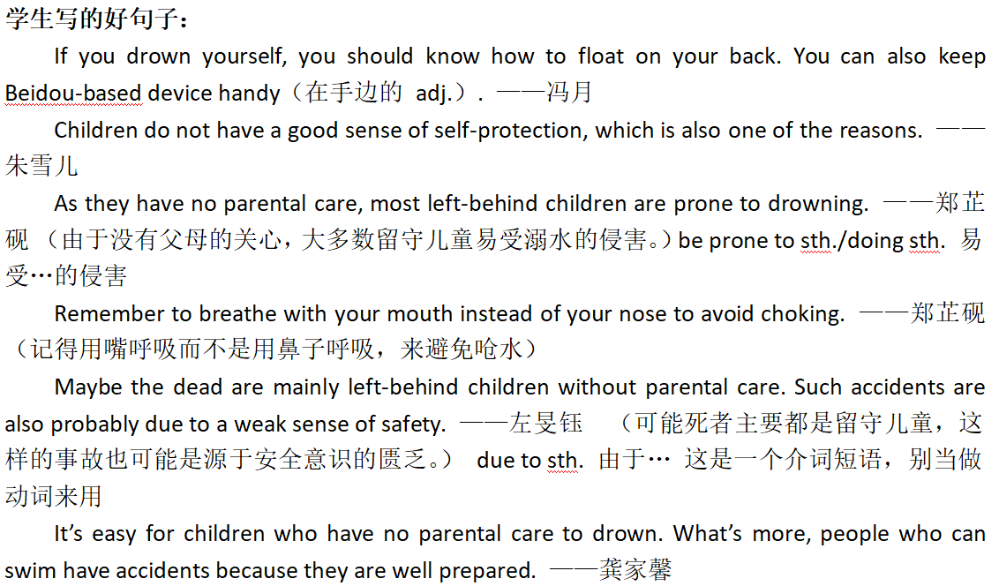 学生写的好句子：
If you drown yourself, you should know how to float on your back. You can also keep
Beidou-based device handy（在手边的 adj.）. ——冯月
Children do not have a good sense of self-protection, which is also one of the reasons. ——
朱雪儿
As they have no parental care, most left-behind children are prone to drowning. ——郑芷
砚 （由于没有父母的关心，大多数留守儿童易受溺水的侵害。）be prone to sth./doing sth. 易
受…的侵害
Remember to breathe with your mouth instead of your nose to avoid choking. ——郑芷砚
（记得用嘴呼吸而不是用鼻子呼吸，来避免呛水）
Maybe the dead are mainly left-behind children without parental care. Such accidents are
also probably due to a weak sense of safety. ——左旻钰 （可能死者主要都是留守儿童，这
样的事故也可能是源于安全意识的匮乏。） due to sth. 由于… 这是一个介词短语，别当做
动词来用
It’s easy for children who have no parental care to drown. What’s more, people who can
swim have accidents because they are well prepared. ——龚家馨